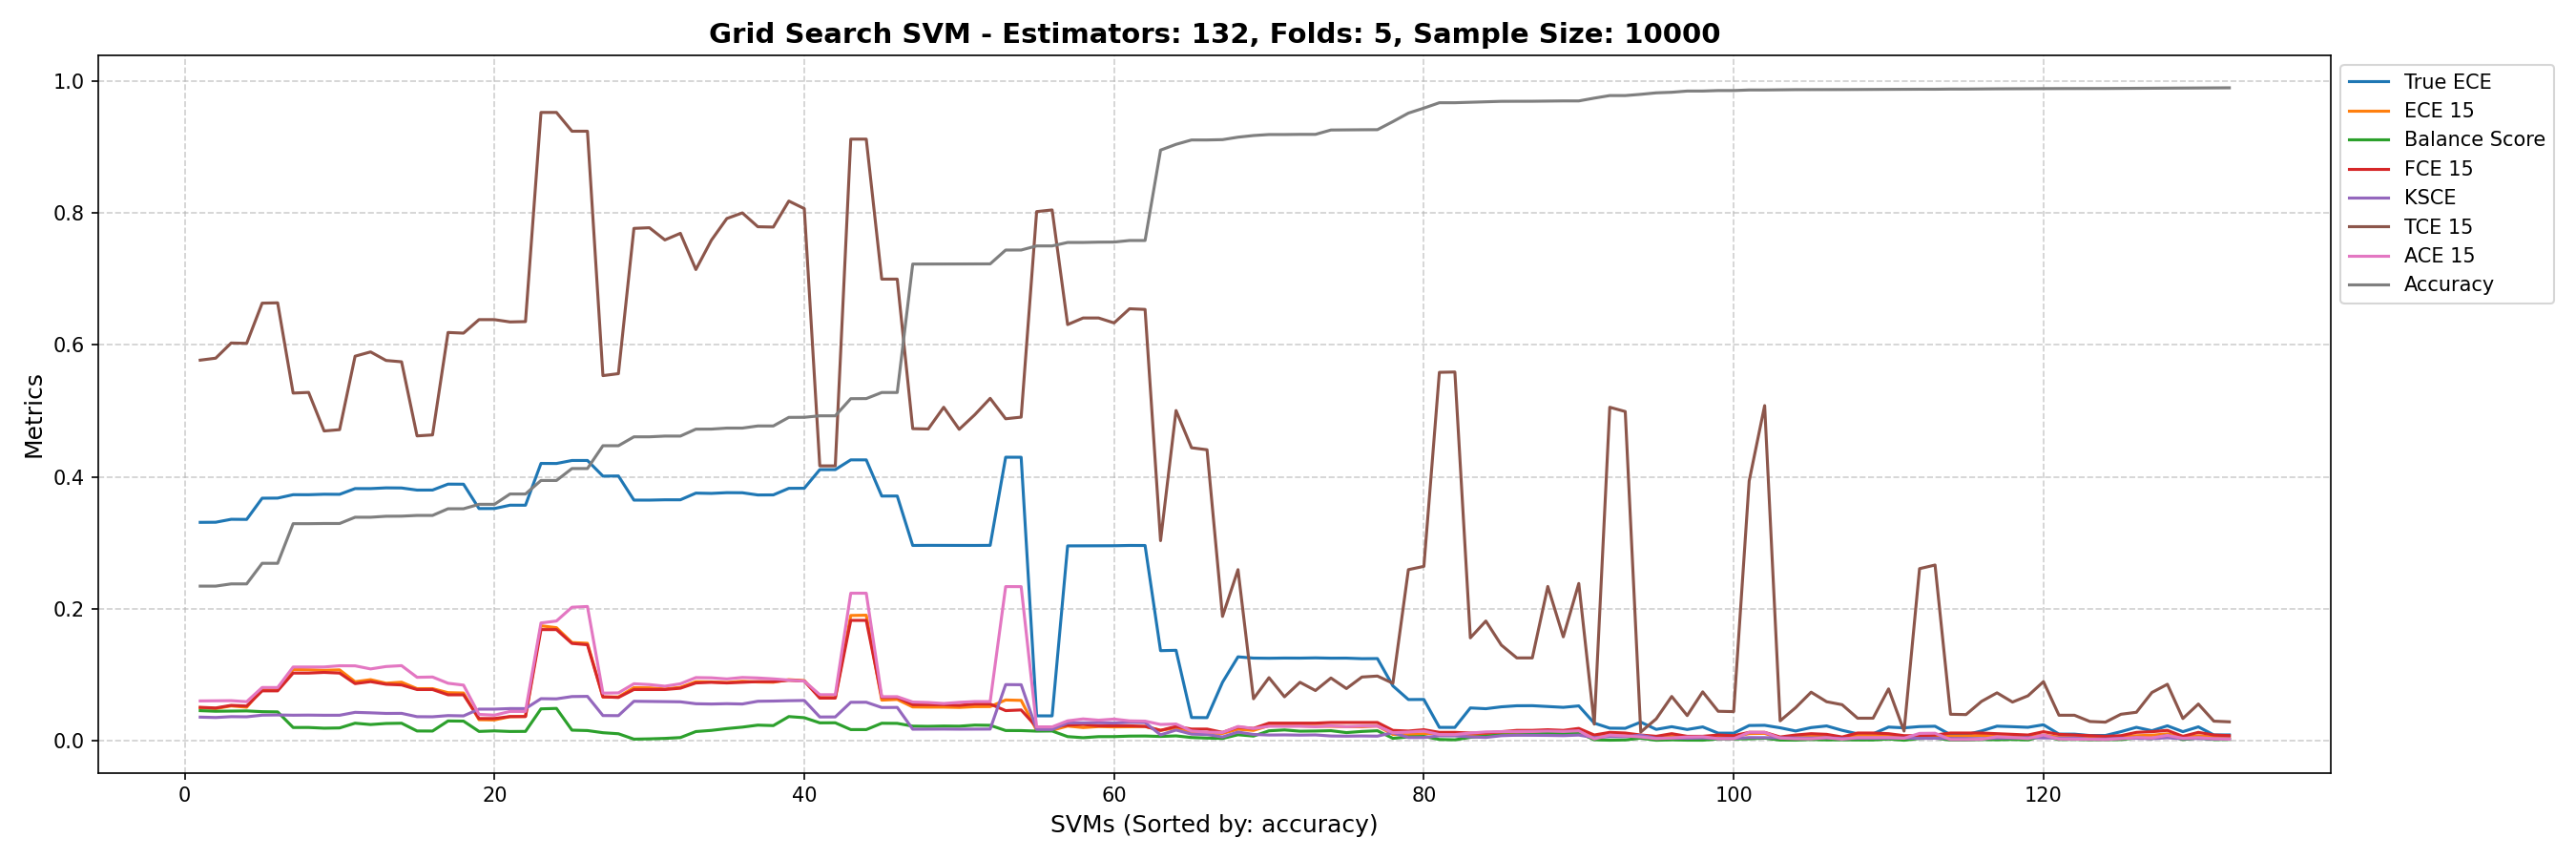 Grid Search SVM - Estimators: 132, Folds: 5, Sample Size: 10000
Metrics
1.0
0.8
0.6
0.4
0.2
0.0
0 20 40 60 80 100 120
SVMs (Sorted by: accuracy)
True ECE
ECE 15
Balance Score
FCE 15
KSCE
TCE 15
ACE 15
Accuracy